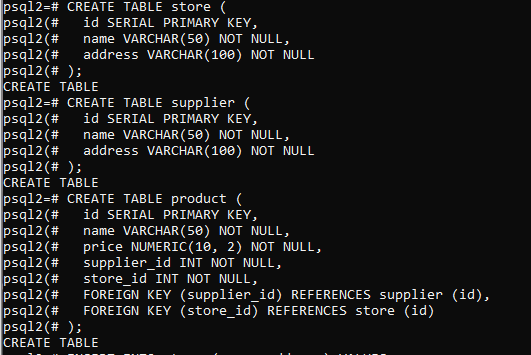 psql2=# CREATE TABLE store (
psql2(#   id SERIAL PRIMARY KEY,
psql2(#   name VARCHAR(50) NOT NULL,
psql2(#   address VARCHAR(100) NOT NULL
psql2(# );
CREATE TABLE
psql2=# CREATE TABLE supplier (
psql2(#   id SERIAL PRIMARY KEY,
psql2(#   name VARCHAR(50) NOT NULL,
psql2(#   address VARCHAR(100) NOT NULL
psql2(# );
CREATE TABLE
psql2=# CREATE TABLE product (
psql2(#   id SERIAL PRIMARY KEY,
psql2(#   name VARCHAR(50) NOT NULL,
psql2(#   price NUMERIC(10, 2) NOT NULL,
psql2(#   supplier_id INT NOT NULL,
psql2(#   store_id INT NOT NULL,
psql2(#   FOREIGN KEY (supplier_id) REFERENCES supplier (id),
psql2(#   FOREIGN KEY (store_id) REFERENCES store (id)
psql2(# );
CREATE TABLE